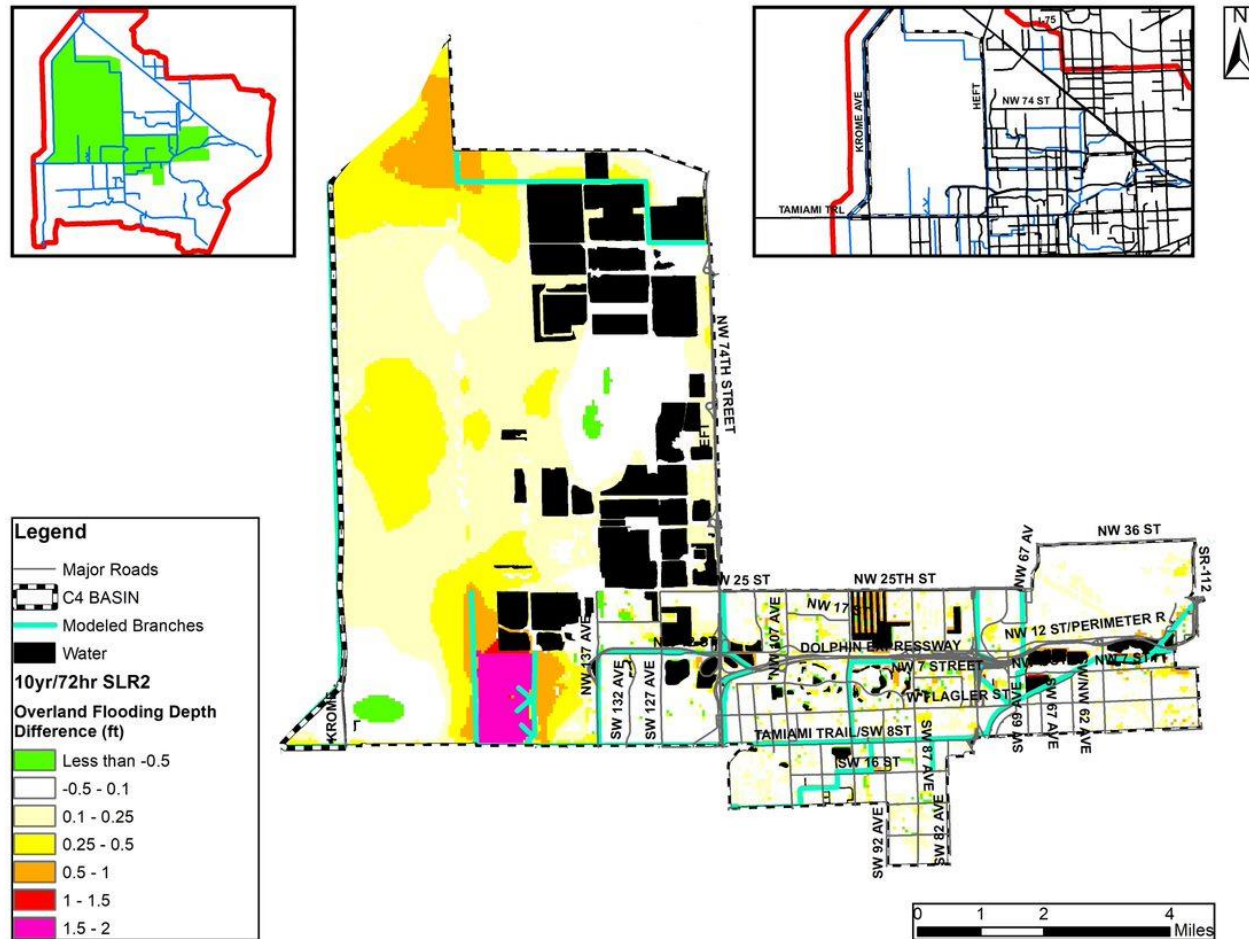 I-75
N
KROME AVE
HEFT
NW 74 ST
TAMIAMI TRL
NW 74TH STREET
NW 36 ST
SR-112
NW 67 AV
NW 25TH ST
NW 17 ST
NW 107 AVE
NW 12 ST/PERIMETER R
DOLPHIN EXPRESSWAY
NW 7 STREET
W FLAGLER ST
NW 137 AVE
SW 132 AVE
SW 127 AVE
TAMIAMI TRAIL/SW 8ST
SW 16 ST
SW 87 AVE
SW 69 AVE
SW 67 AVE
SW/NW 62 AVE
SW 92 AVE
SW 82 AVE
KROME
Legend
Major Roads
C4 BASIN
Modeled Branches
Water
10yr/72hr SLR2
Overland Flooding Depth
Difference (ft)
Less than -0.5
-0.5 - 0.1
0.1 - 0.25
0.25 - 0.5
0.5 - 1
1 - 1.5
1.5 - 2
0 1 2 4
Miles